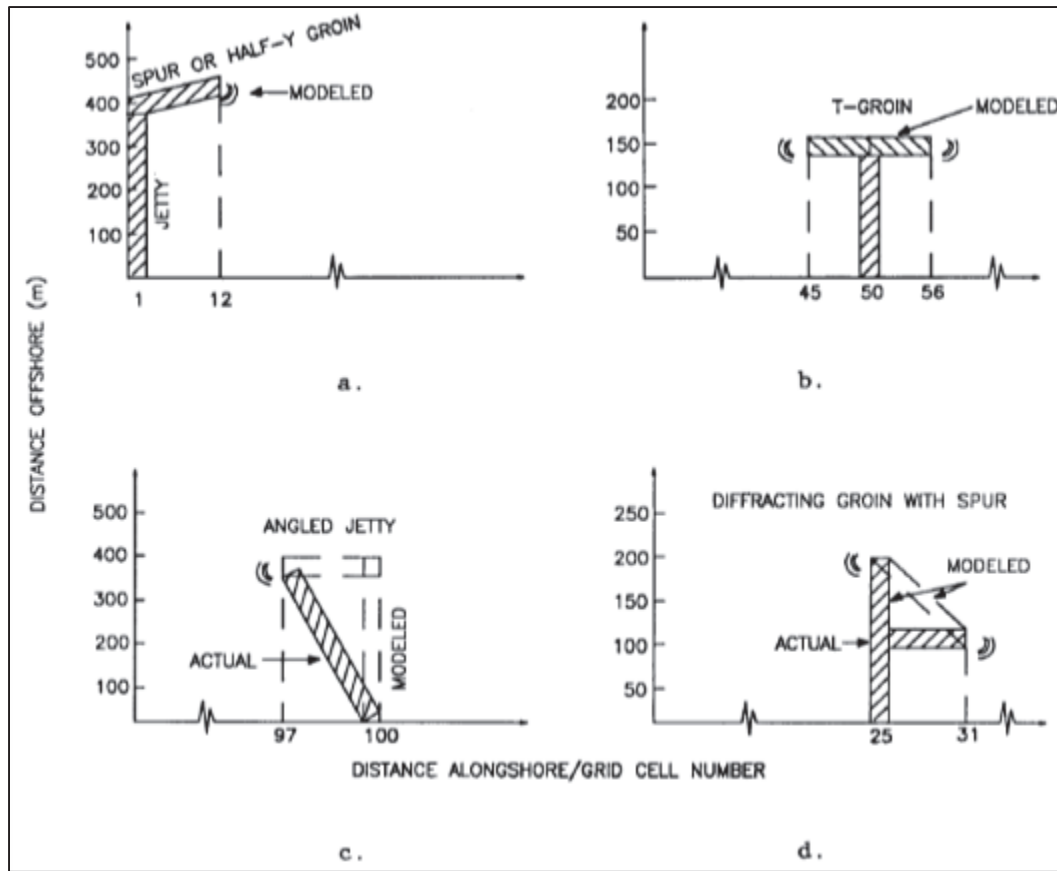 DISTANCE OFFSHORE (m)
500
400
300
200
100
SPUR OR HALF-Y GROIN
MODELED
JETTY
1 12
a.
200
150
100
50
T-GROIN
MODELED
45 50 56
b.
500
400
300
200
100
ANGLED JETTY
ACTUAL
MODELED
97 100
c.
250
200
150
100
50
DIFFRACTING GROIN WITH SPUR
MODELED
ACTUAL
25 31
DISTANCE ALONGSHORE/GRID CELL NUMBER
d.